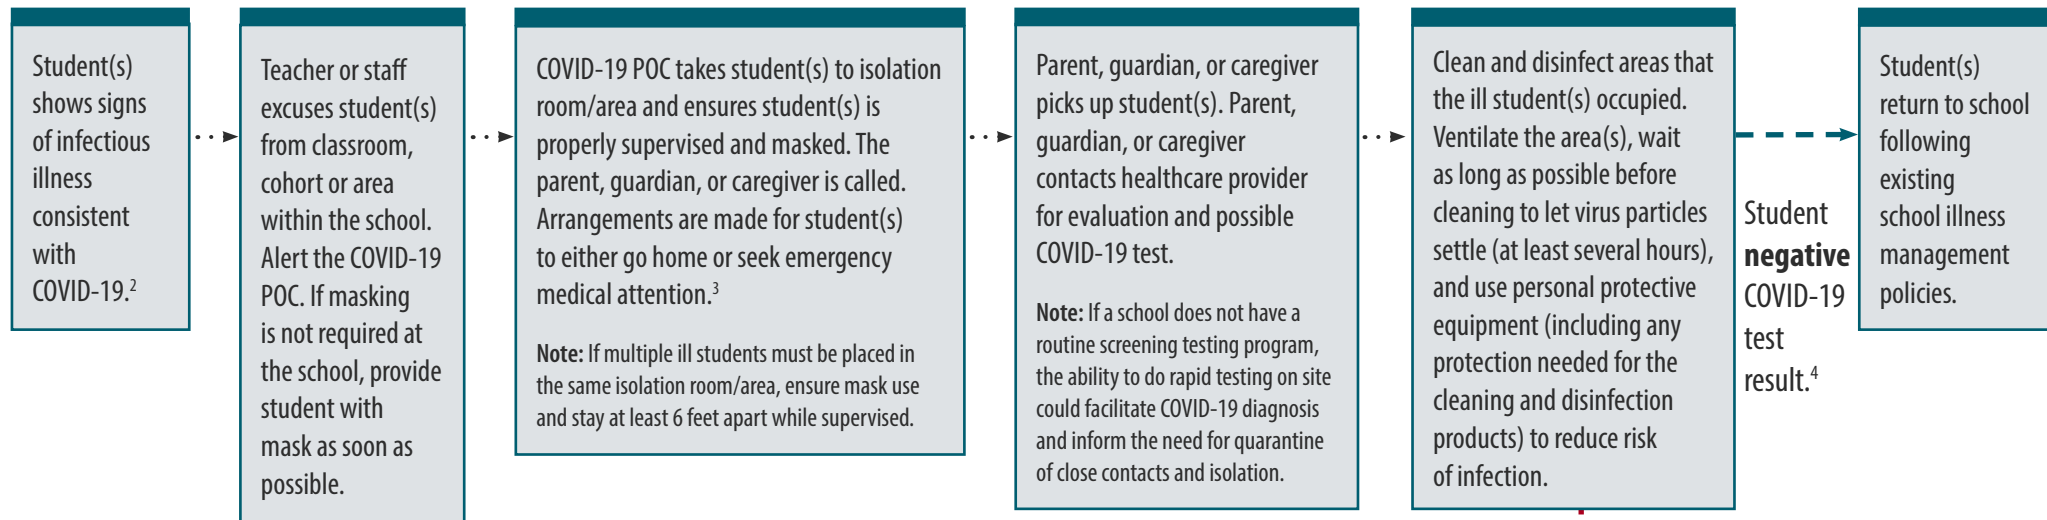 Student(s)
shows signs
of infectious
illness
consistent
with
COVID-19.²
Teacher or staff
excuses student(s)
from classroom,
cohort or area
within the school.
Alert the COVID-19
POC. If masking
is not required at
the school, provide
student with
mask as soon as
possible.
COVID-19 POC takes student(s) to isolation
room/area and ensures student(s) is
properly supervised and masked. The
parent, guardian, or caregiver is called.
Arrangements are made for student(s)
to either go home or seek emergency
medical attention.³
Note: If multiple ill students must be placed in
the same isolation room/area, ensure mask use
and stay at least 6 feet apart while supervised.
Parent, guardian, or caregiver
picks up student(s). Parent,
guardian, or caregiver
contacts healthcare provider
for evaluation and possible
COVID-19 test.
Note: If a school does not have a
routine screening testing program,
the ability to do rapid testing on site
could facilitate COVID-19 diagnosis
and inform the need for quarantine
of close contacts and isolation.
Clean and disinfect areas that
the ill student(s) occupied.
Ventilate the area(s), wait
as long as possible before
cleaning to let virus particles
settle (at least several hours),
and use personal protective
equipment (including any
protection needed for the
cleaning and disinfection
products) to reduce risk
of infection.
Student
negative
COVID-19
test
result.⁴
Student(s)
return to school
following
existing
school illness
management
policies.